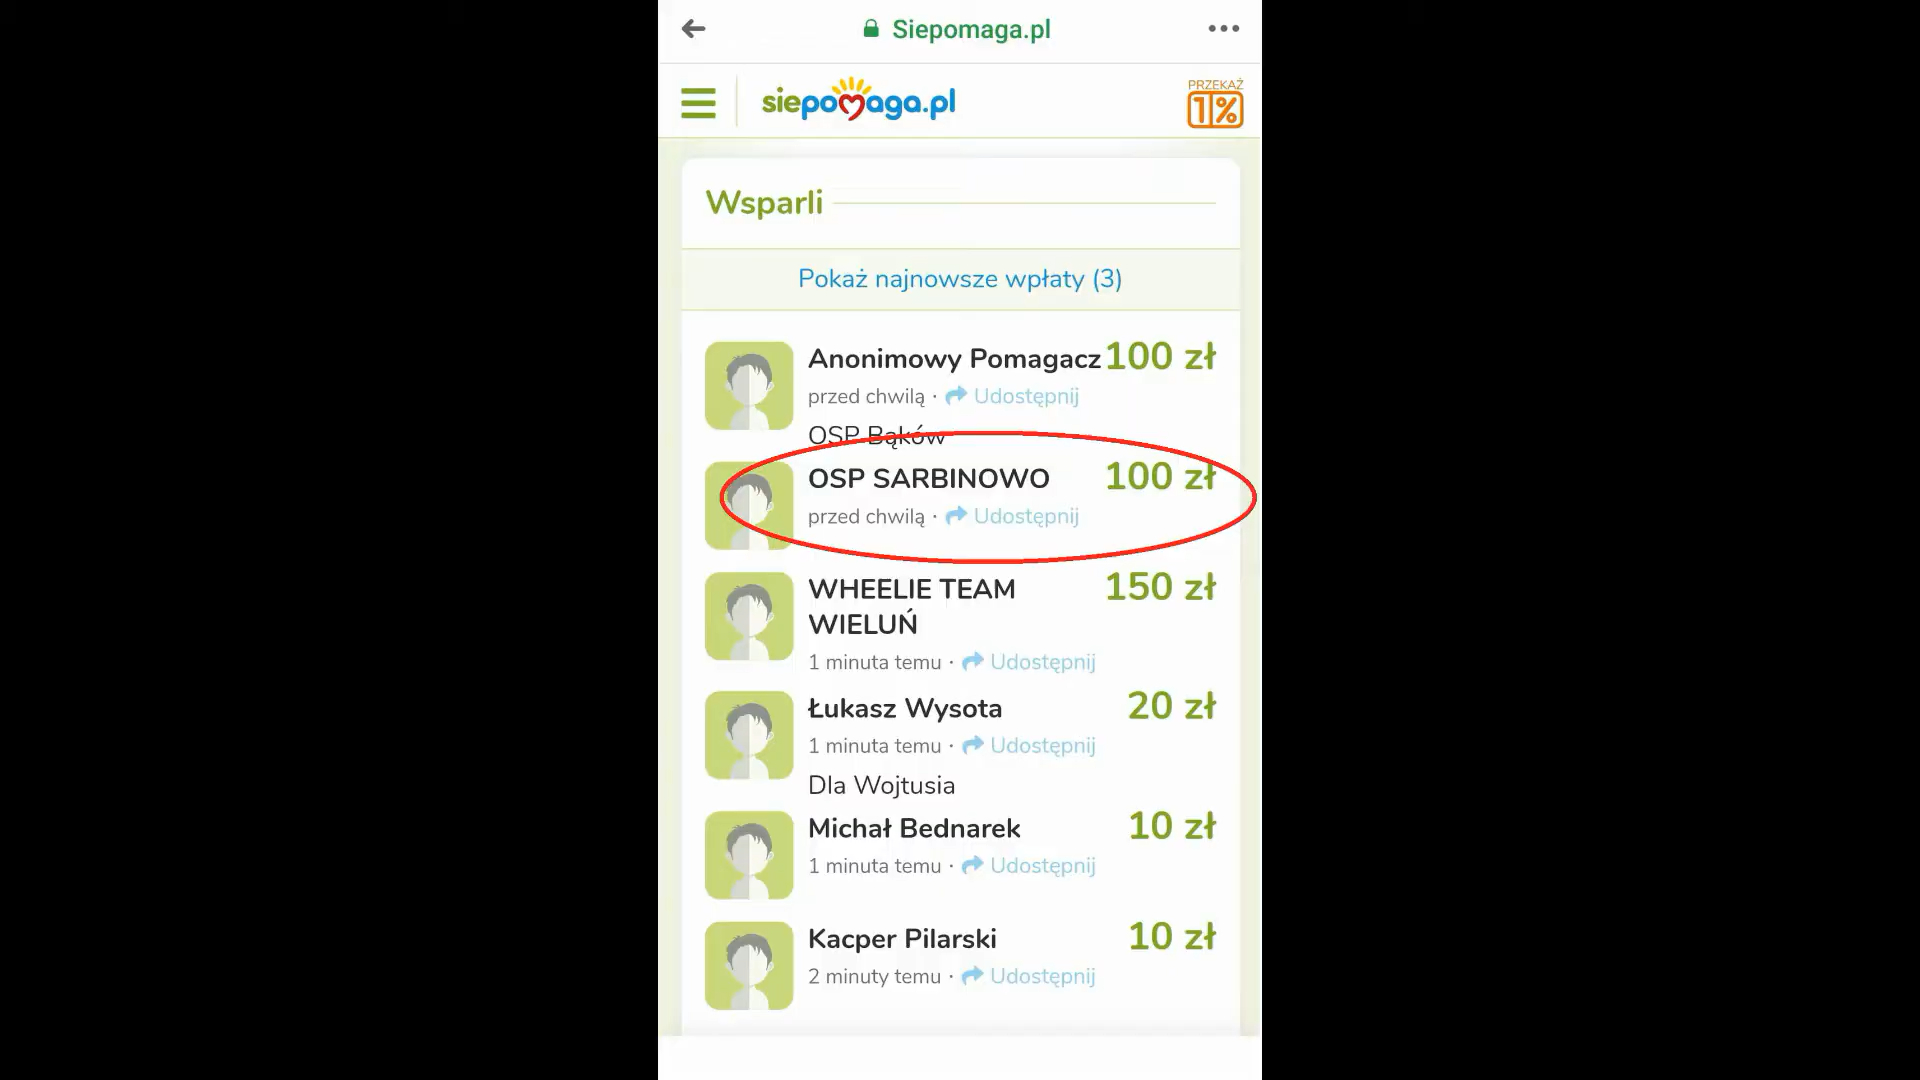 Siepomaga.pl
siepomaga.pl
PRZEKAŻ
1%
Wsparli
Pokaż najnowsze wpłaty (3)
Anonimowy Pomagacz 100 zł
przed chwilą · Udostępnij
OSP Bąków
OSP SARBINOWO 100 zł
przed chwilą · Udostępnij
WHEELIE TEAM 150 zł
WIELUŃ
1 minuta temu · Udostępnij
Łukasz Wysota 20 zł
1 minuta temu · Udostępnij
Dla Wojtusia
Michał Bednarek 10 zł
1 minuta temu · Udostępnij
Kacper Pilarski 10 zł
2 minuty temu · Udostępnij